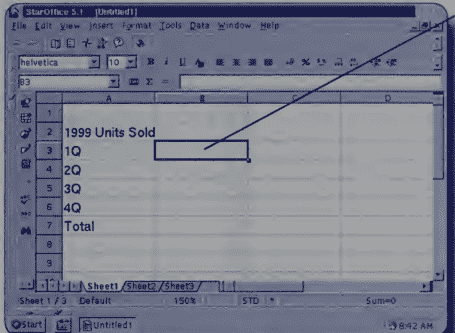 StarOffice 5.1 [Untitled1]
File Edit View Insert Format Tools Data Window Help
helvetica 10 B i U
B3 Σ =
A B C D
1
2 1999 Units Sold
3 1Q
4 2Q
5 3Q
6 4Q
7 Total
8
9
Sheet1 Sheet2 Sheet3
Sheet 1 / 3 Default 150% STD * Sum=0
Start Untitled1 8:42 AM